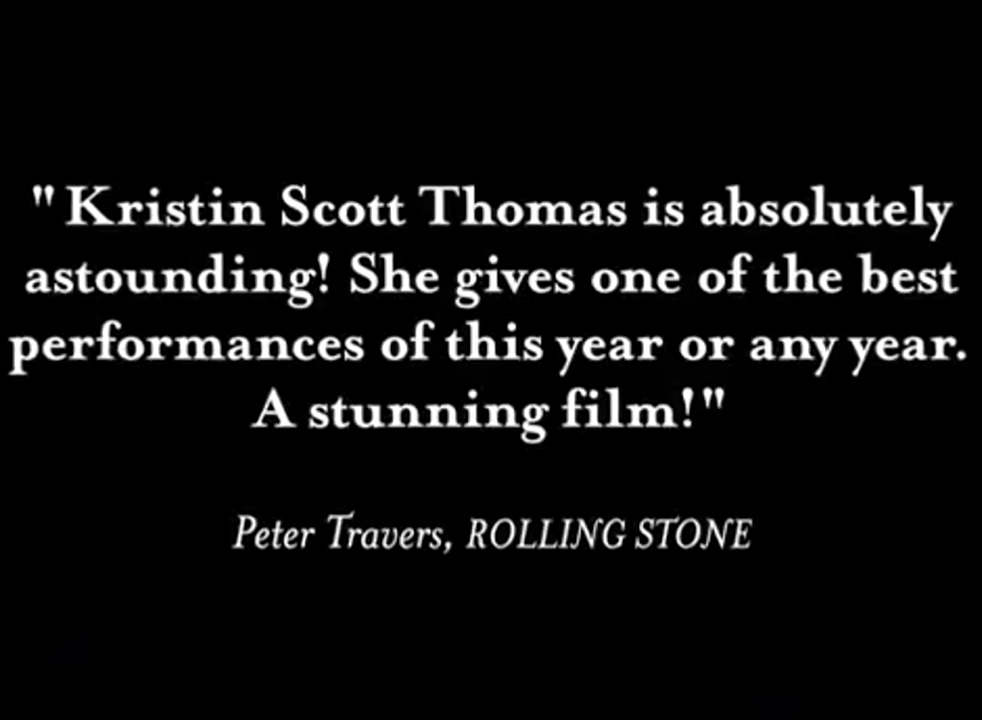 "Kristin Scott Thomas is absolutely
astounding! She gives one of the best
performances of this year or any year.
A stunning film!"
Peter Travers, ROLLING STONE